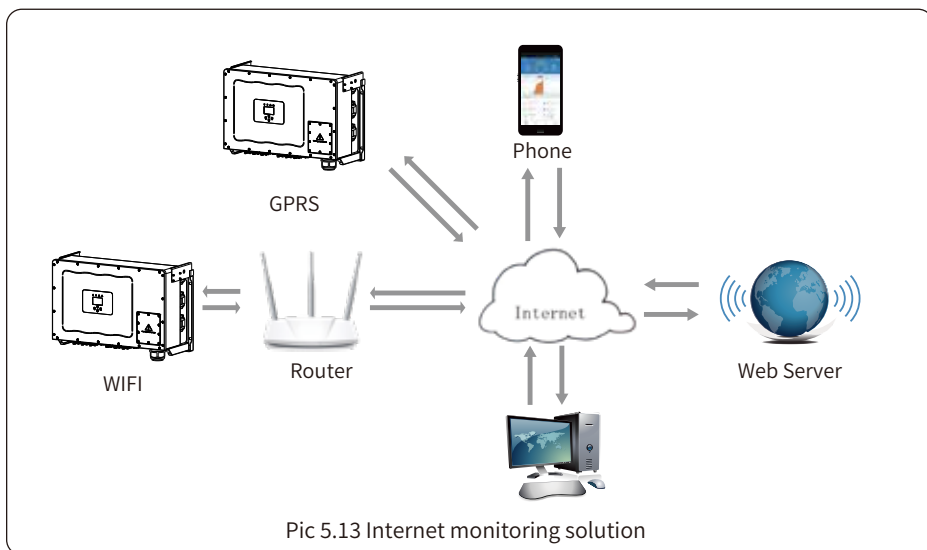 Phone
GPRS
Internet
WIFI
Router
Web Server
Pic 5.13 Internet monitoring solution